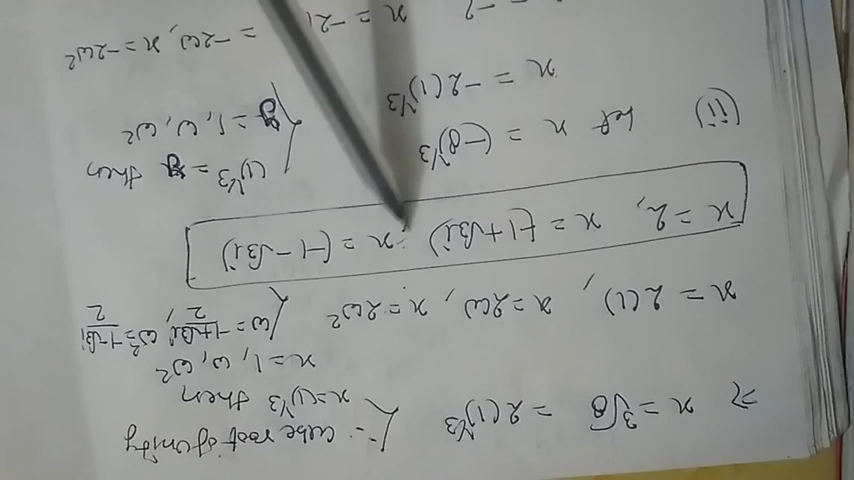 ⇒ x = ³√8 = 2(1)^⅓ { ∵ cube root of unity
x=(1)^⅓ then
x = 1, ω, ω²
x = 2(1), x=2ω, x=2ω² { ω = (-1+√3i)/2, ω² = (-1-√3i)/2
x = 2, x = (-1+√3i) ; x = (-1-√3i)
(ii) Let x = (-8)^⅓ (1)^⅓ = y then
x = -2(1)^⅓ y = 1, ω, ω²
x = -2ω, x = -2ω²